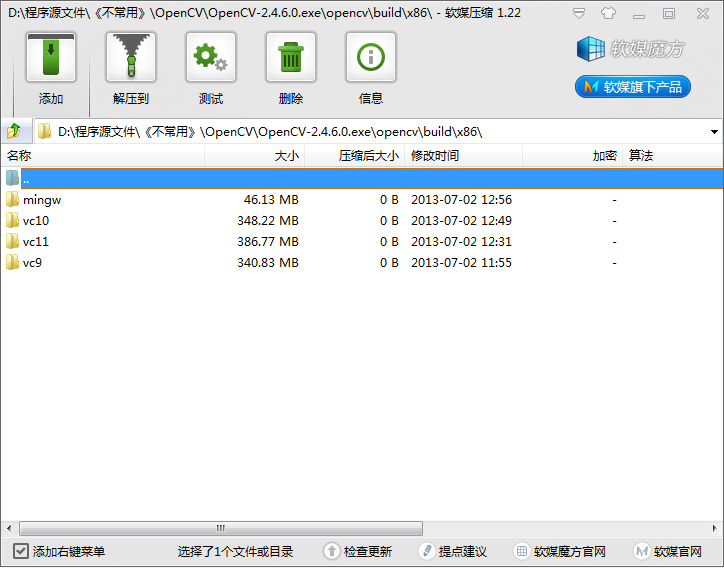 D:\程序源文件\《不常用》\OpenCV\OpenCV-2.4.6.0.exe\opencv\build\x86\ - 软媒压缩 1.22
软媒魔方
软媒旗下产品
添加 解压到 测试 删除 信息
D:\程序源文件\《不常用》\OpenCV\OpenCV-2.4.6.0.exe\opencv\build\x86\
名称 大小 压缩后大小 修改时间 加密 算法
..
mingw 46.13 MB 0 B 2013-07-02 12:56 -
vc10 348.22 MB 0 B 2013-07-02 12:49 -
vc11 386.77 MB 0 B 2013-07-02 12:31 -
vc9 340.83 MB 0 B 2013-07-02 11:55 -
添加右键菜单 选择了1个文件或目录 检查更新 提点建议 软媒魔方官网 软媒官网